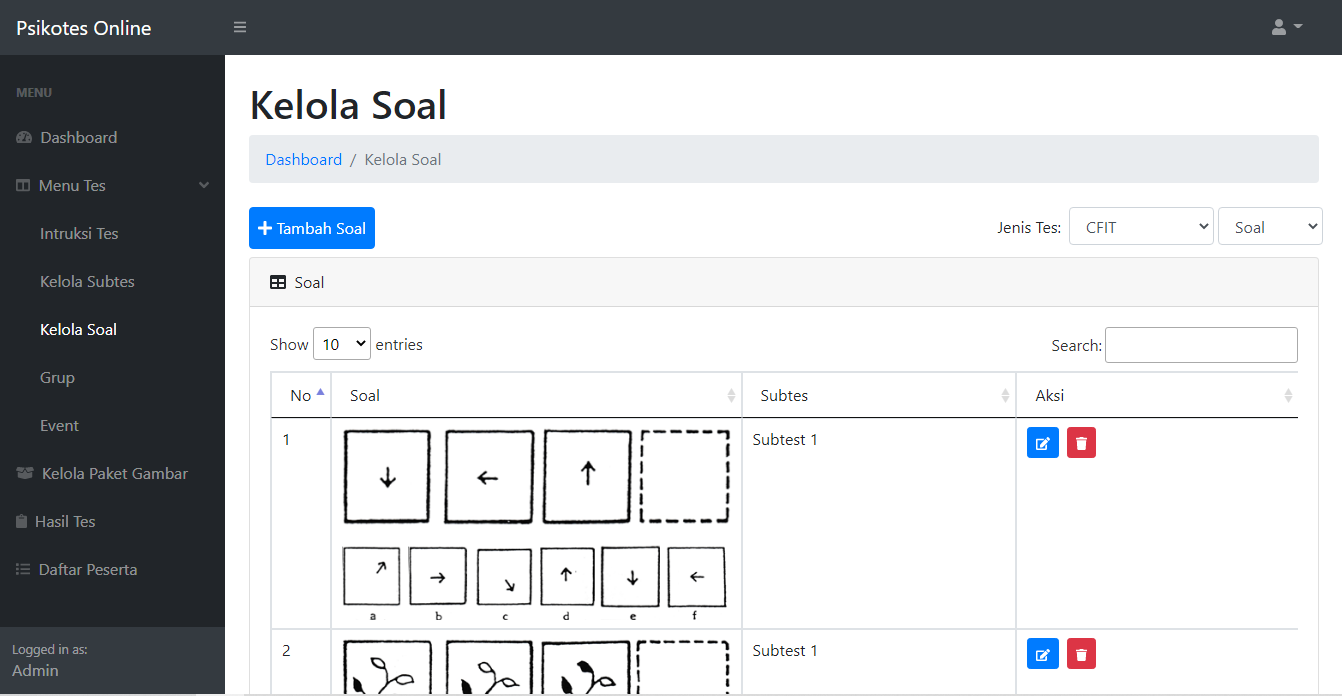 Psikotes Online
MENU
Dashboard
Menu Tes
Intruksi Tes
Kelola Subtes
Kelola Soal
Grup
Event
Kelola Paket Gambar
Hasil Tes
Daftar Peserta
Logged in as:
Admin
Kelola Soal
Dashboard / Kelola Soal
Tambah Soal
Jenis Tes: CFIT Soal
Soal
Show 10 entries Search:
No Soal Subtes Aksi
1 Subtest 1
a b c d e f
2 Subtest 1